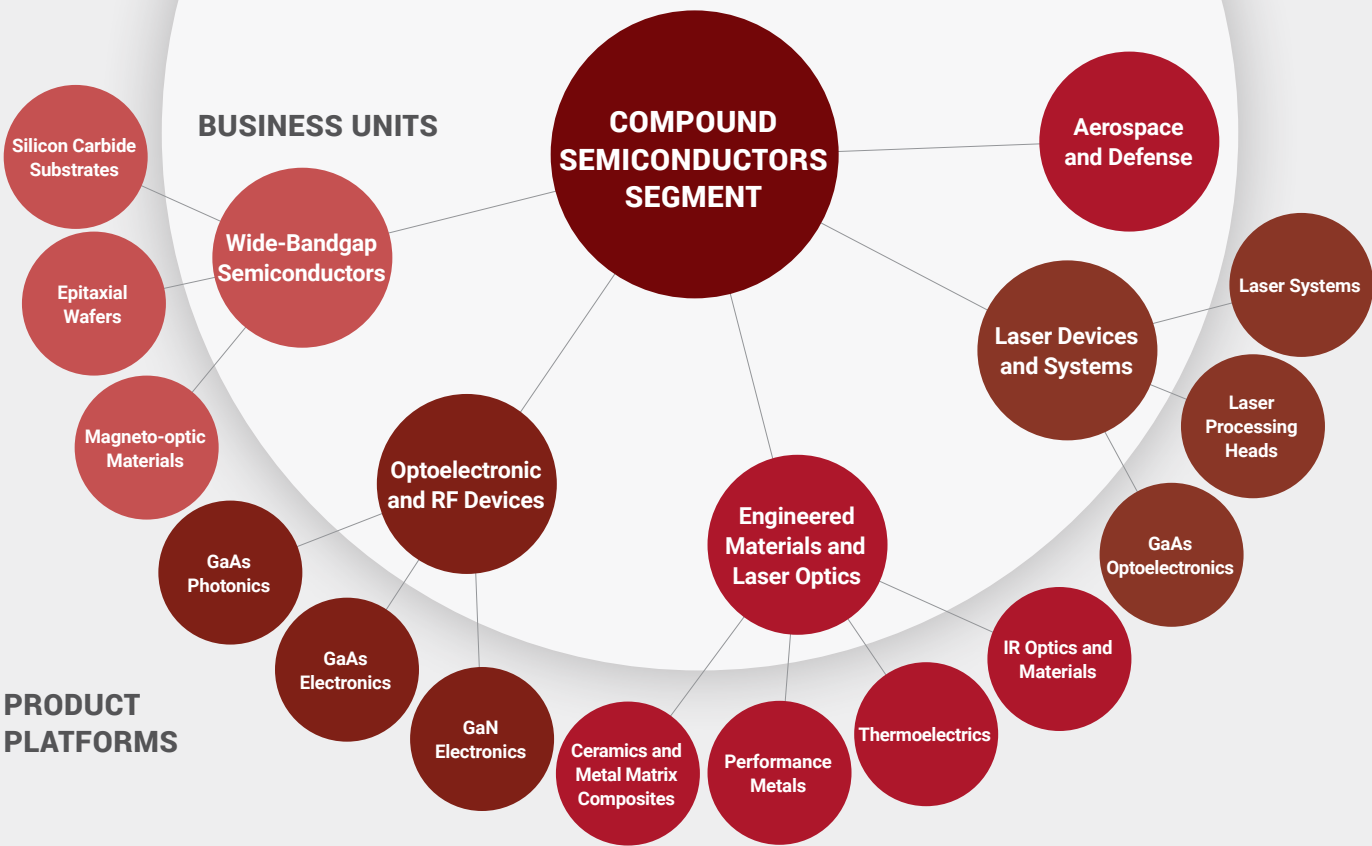 BUSINESS UNITS
COMPOUND
SEMICONDUCTORS
SEGMENT
Aerospace
and Defense
Silicon Carbide
Substrates
Wide-Bandgap
Semiconductors
Epitaxial
Wafers
Magneto-optic
Materials
Laser Devices
and Systems
Laser Systems
Laser
Processing
Heads
GaAs
Optoelectronics
Optoelectronic
and RF Devices
GaAs
Photonics
GaAs
Electronics
GaN
Electronics
Engineered
Materials and
Laser Optics
IR Optics and
Materials
Thermoelectrics
Performance
Metals
Ceramics and
Metal Matrix
Composites
PRODUCT
PLATFORMS